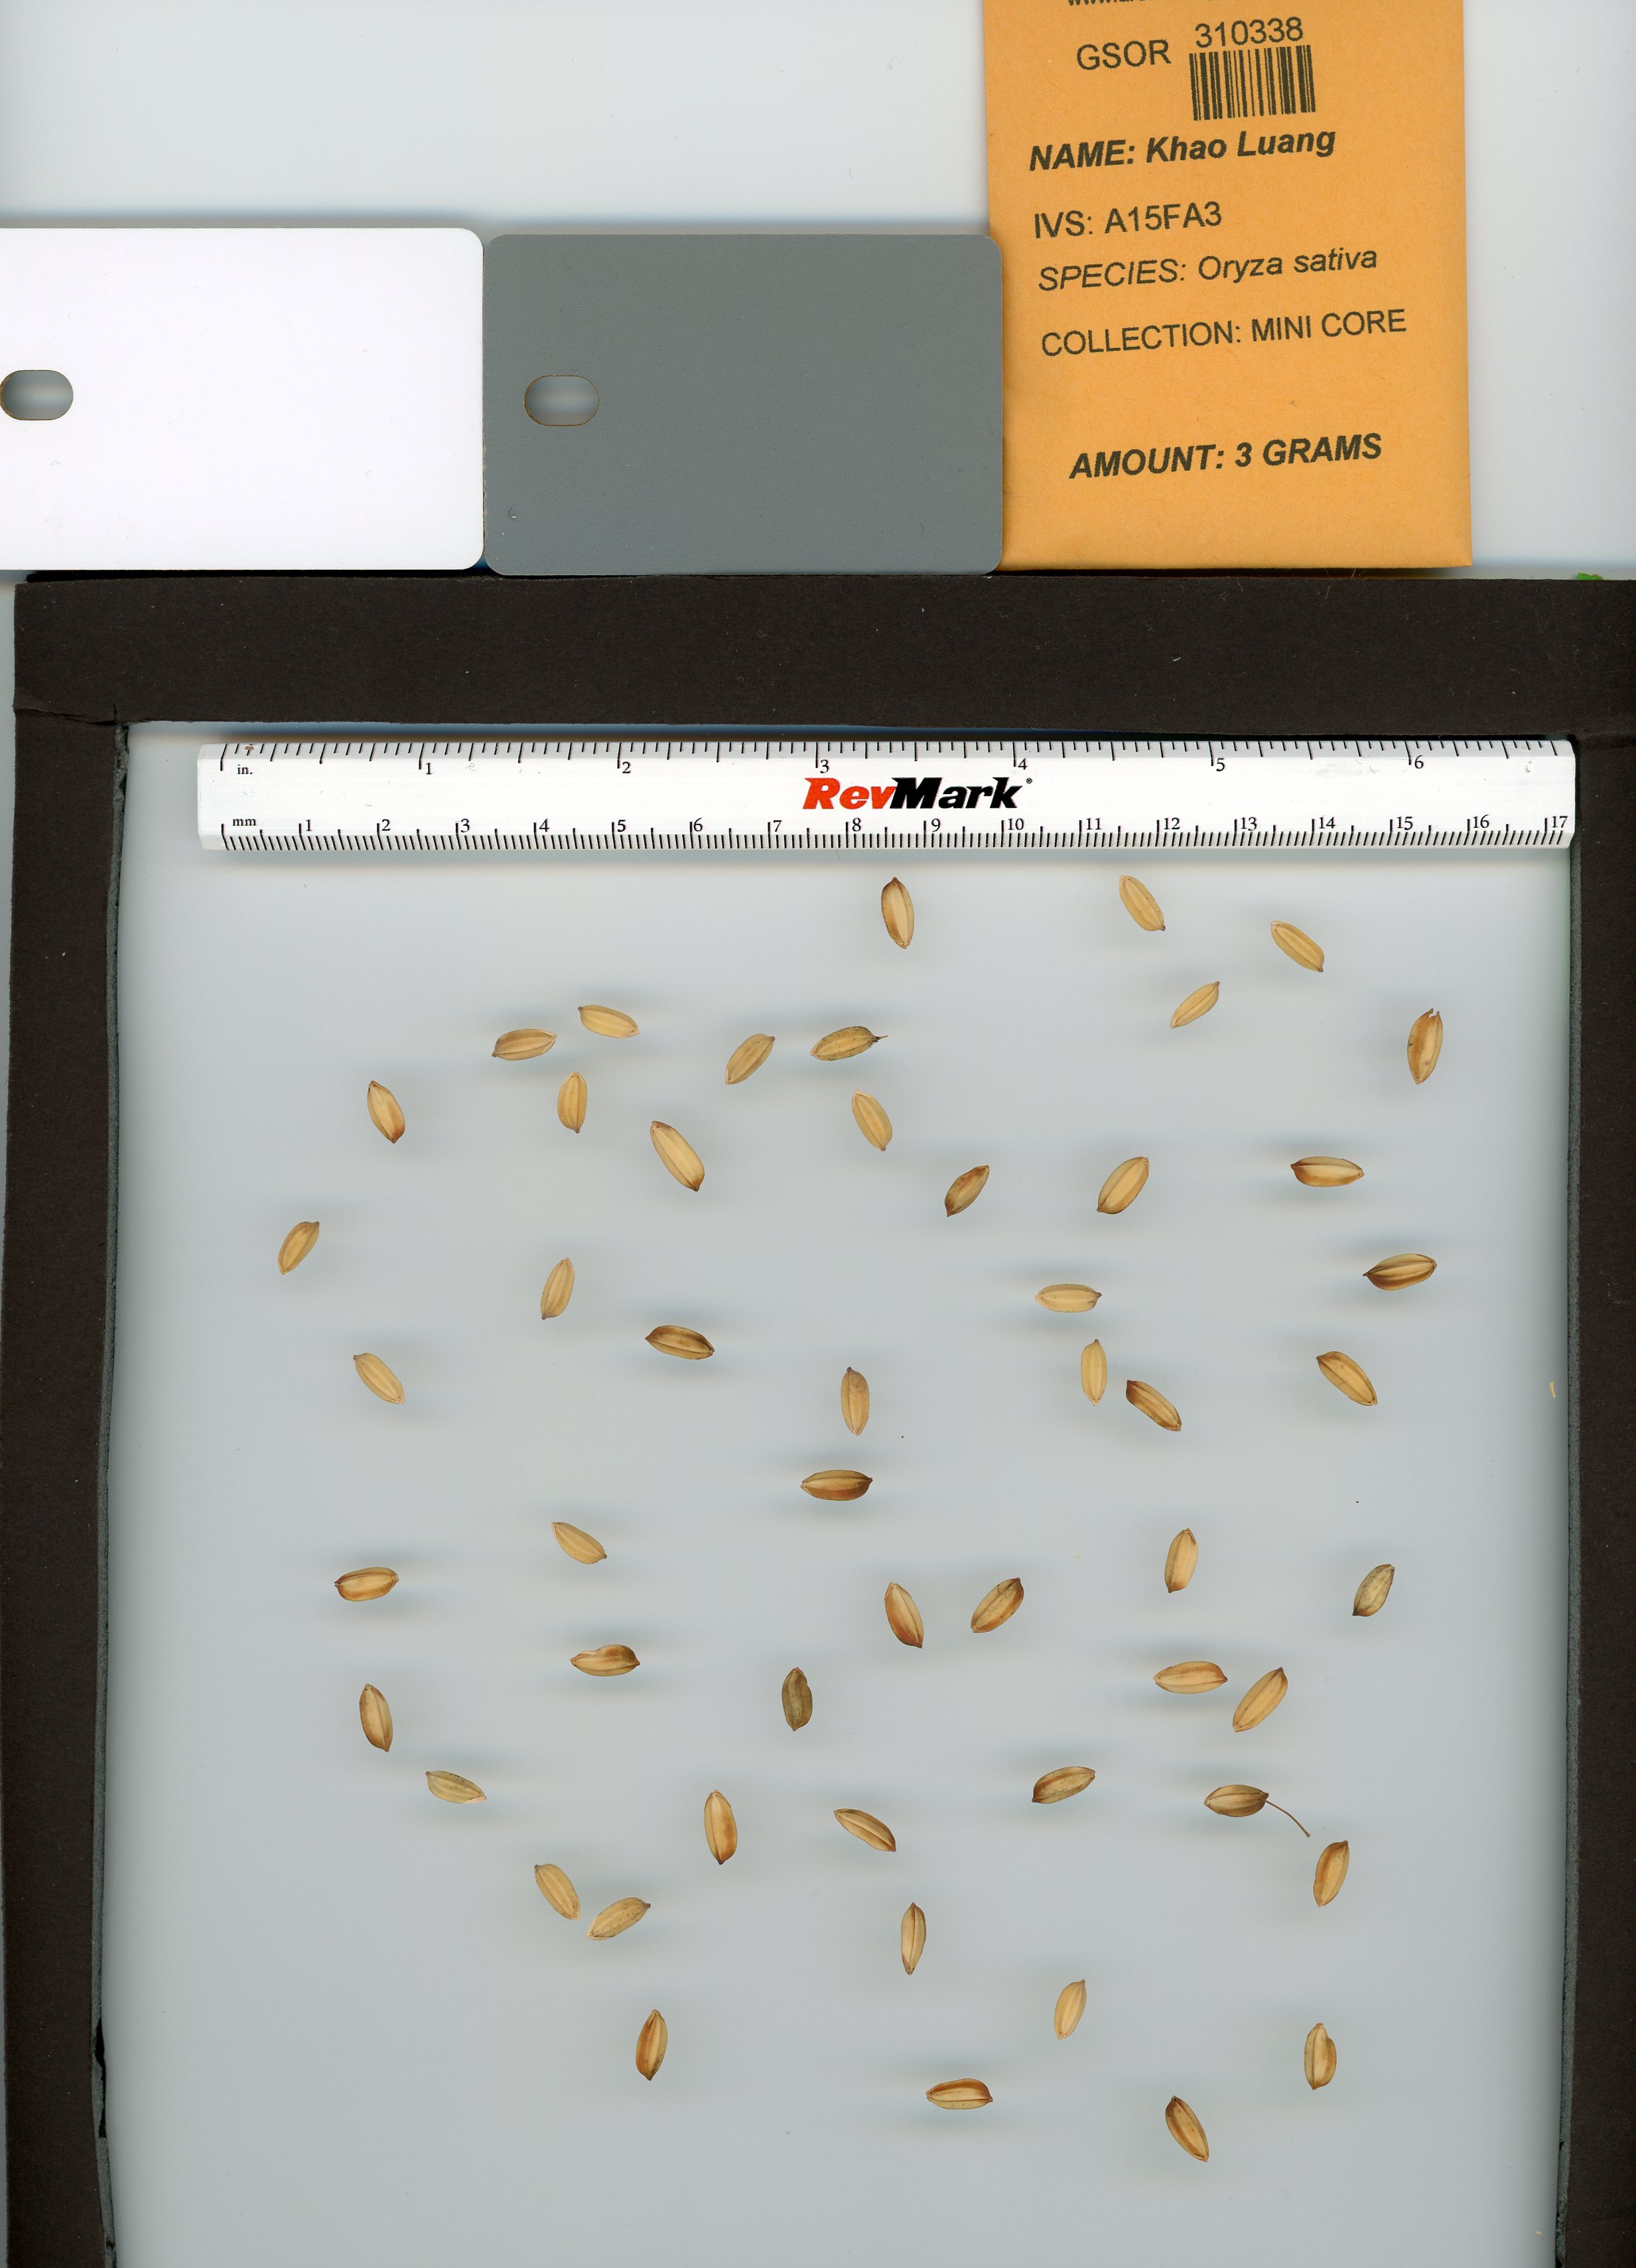 310338
GSOR
NAME: Khao Luang
IVS: A15FA3
SPECIES: Oryza sativa
COLLECTION: MINI CORE
AMOUNT: 3 GRAMS
in. 1 2 3 4 5 6
RevMark®
mm 1 2 3 4 5 6 7 8 9 10 11 12 13 14 15 16 17